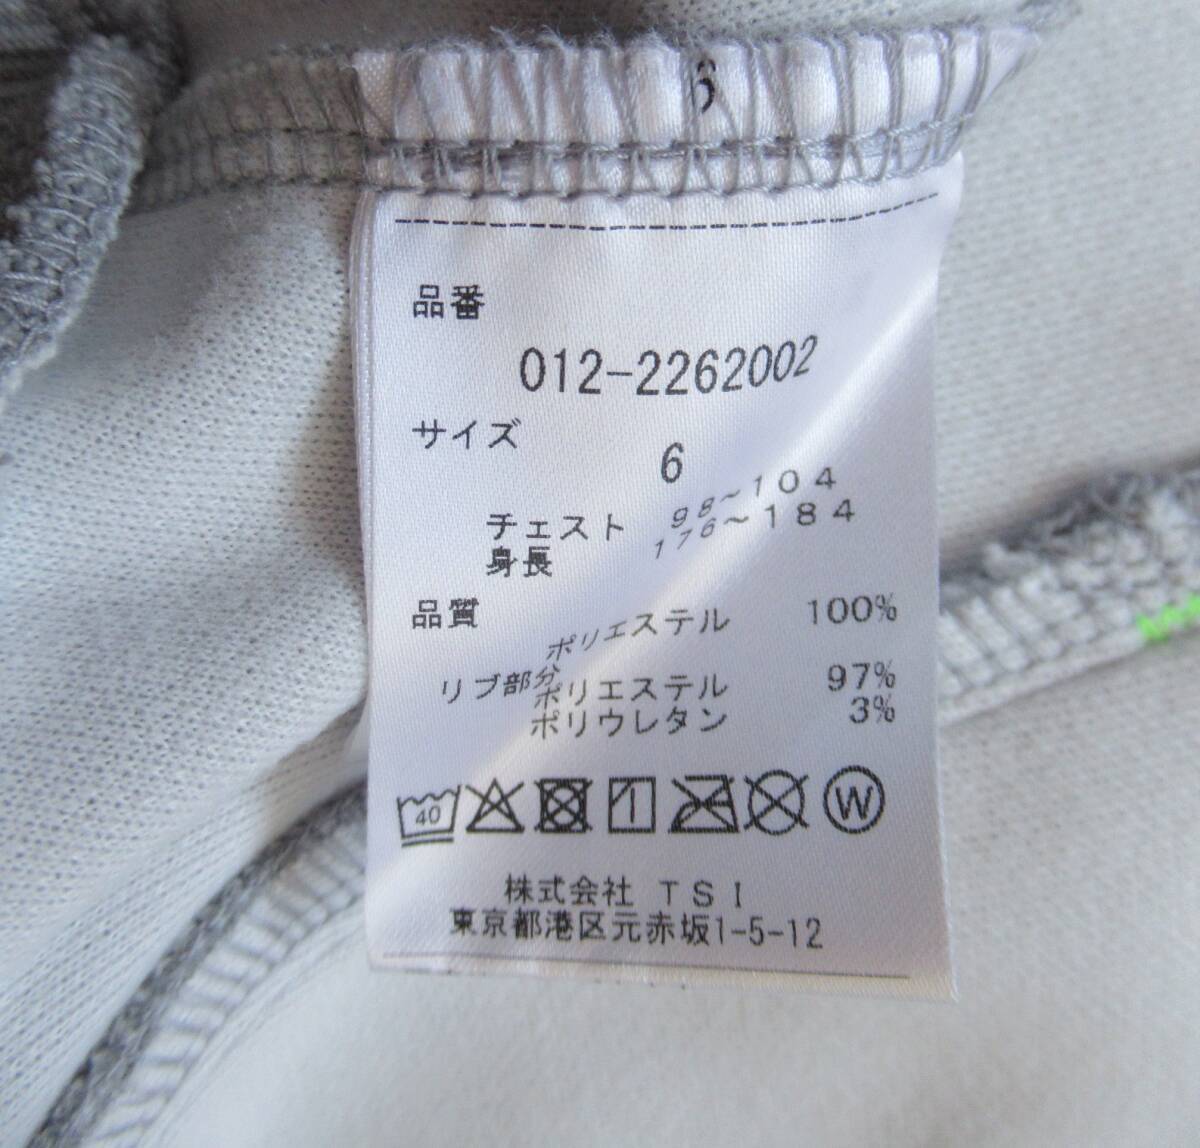 6
品番
012-2262002
サイズ
6
チェスト 98~104
身長 176~184
品質
ポリエステル 100%
リブ部分
ポリエステル 97%
ポリウレタン 3%
40 W
株式会社 TSI
東京都港区元赤坂1-5-12